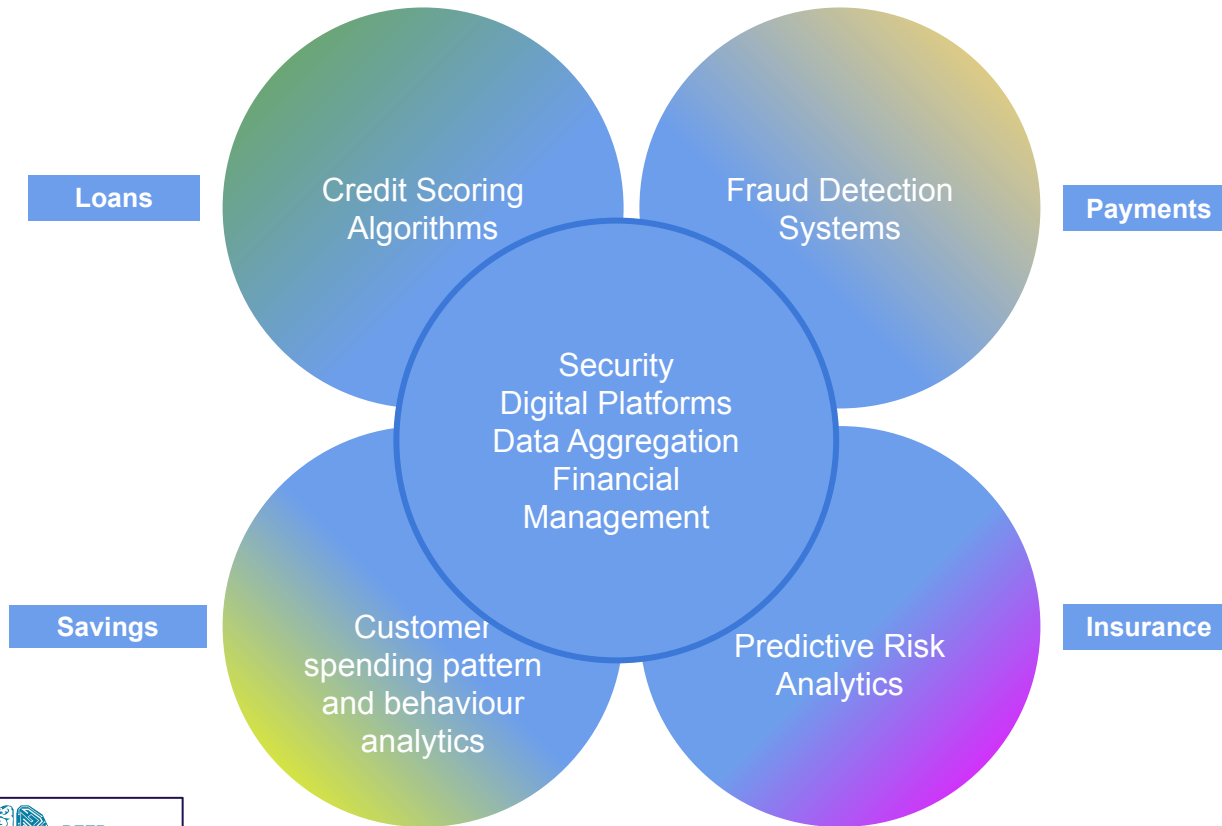 Loans
Credit Scoring
Algorithms
Fraud Detection
Systems
Payments
Security
Digital Platforms
Data Aggregation
Financial
Management
Savings
Customer
spending pattern
and behaviour
analytics
Predictive Risk
Analytics
Insurance